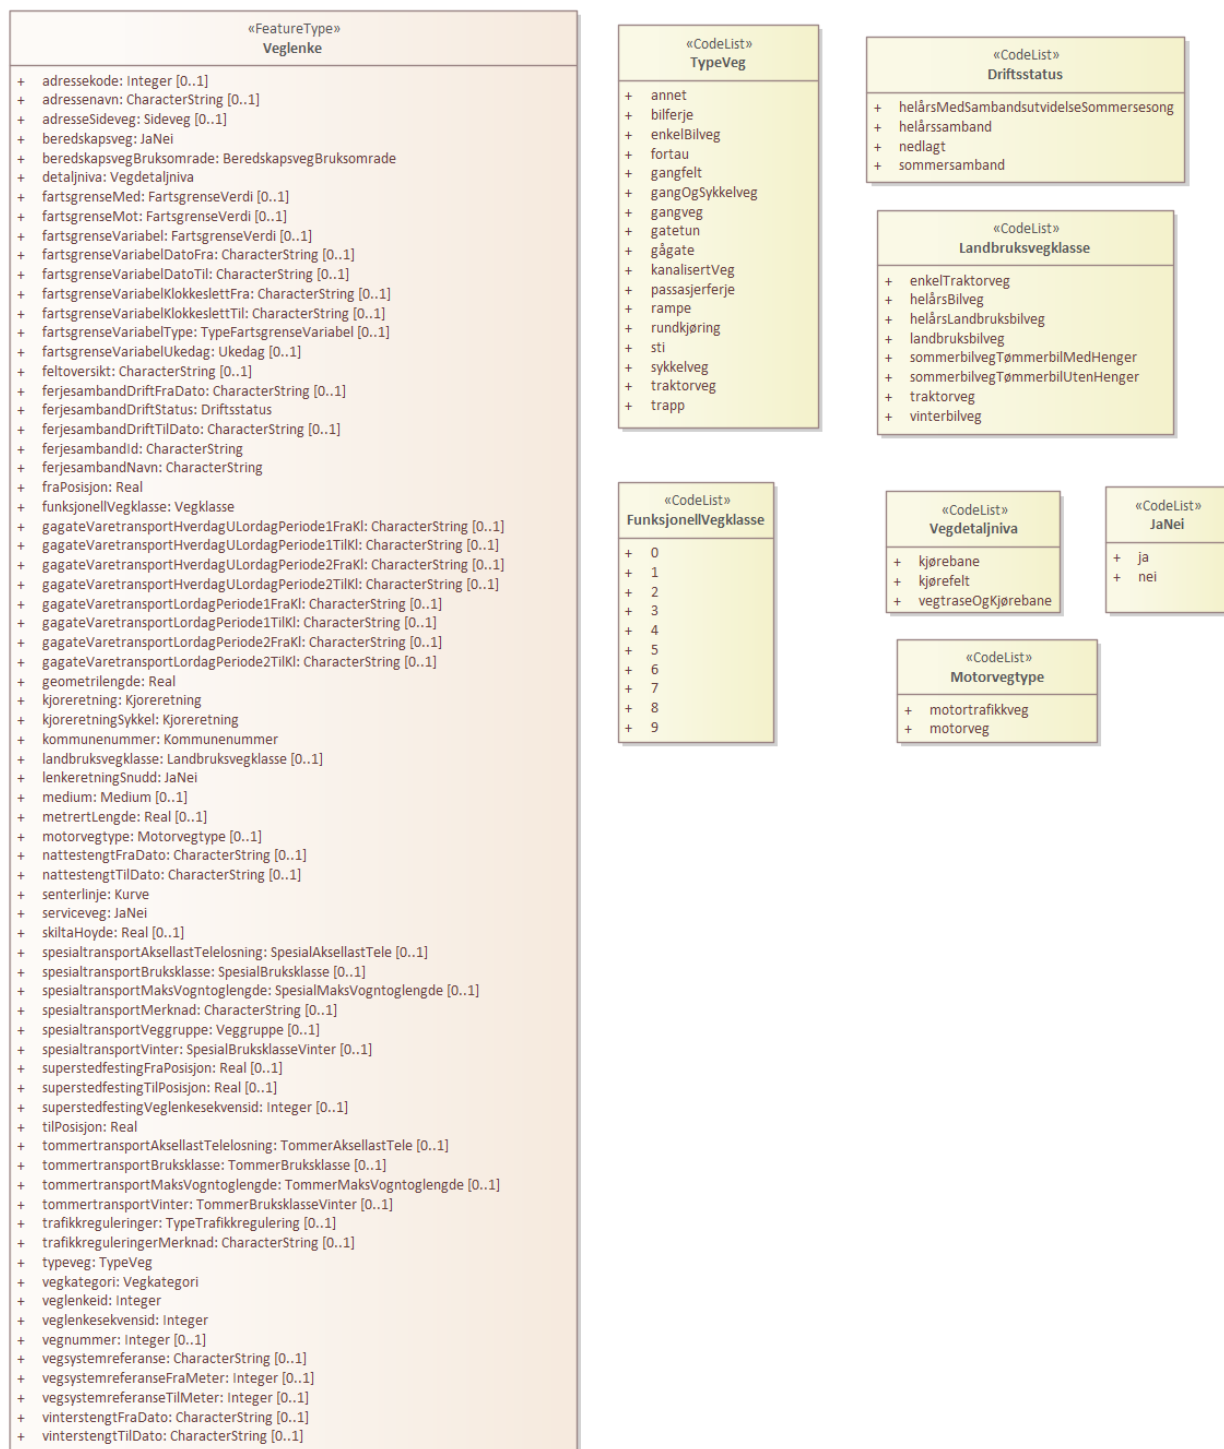 «FeatureType»
Veglenke
+ adressekode: Integer [0..1]
+ adressenavn: CharacterString [0..1]
+ adresseSideveg: Sideveg [0..1]
+ beredskapsveg: JaNei
+ beredskapsvegBruksomrade: BeredskapsvegBruksomrade
+ detaljniva: Vegdetaljniva
+ fartsgrenseMed: FartsgrenseVerdi [0..1]
+ fartsgrenseMot: FartsgrenseVerdi [0..1]
+ fartsgrenseVariabel: FartsgrenseVerdi [0..1]
+ fartsgrenseVariabelDatoFra: CharacterString [0..1]
+ fartsgrenseVariabelDatoTil: CharacterString [0..1]
+ fartsgrenseVariabelKlokkeslettFra: CharacterString [0..1]
+ fartsgrenseVariabelKlokkeslettTil: CharacterString [0..1]
+ fartsgrenseVariabelType: TypeFartsgrenseVariabel [0..1]
+ fartsgrenseVariabelUkedag: Ukedag [0..1]
+ feltoversikt: CharacterString [0..1]
+ ferjesambandDriftFraDato: CharacterString [0..1]
+ ferjesambandDriftStatus: Driftsstatus
+ ferjesambandDriftTilDato: CharacterString [0..1]
+ ferjesambandId: CharacterString
+ ferjesambandNavn: CharacterString
+ fraPosisjon: Real
+ funksjonellVegklasse: Vegklasse
+ gagateVaretransportHverdagULordagPeriode1FraKl: CharacterString [0..1]
+ gagateVaretransportHverdagULordagPeriode1TilKl: CharacterString [0..1]
+ gagateVaretransportHverdagULordagPeriode2FraKl: CharacterString [0..1]
+ gagateVaretransportHverdagULordagPeriode2TilKl: CharacterString [0..1]
+ gagateVaretransportLordagPeriode1FraKl: CharacterString [0..1]
+ gagateVaretransportLordagPeriode1TilKl: CharacterString [0..1]
+ gagateVaretransportLordagPeriode2FraKl: CharacterString [0..1]
+ gagateVaretransportLordagPeriode2TilKl: CharacterString [0..1]
+ geometrilengde: Real
+ kjoreretning: Kjoreretning
+ kjoreretningSykkel: Kjoreretning
+ kommunenummer: Kommunenummer
+ landbruksvegklasse: Landbruksvegklasse [0..1]
+ lenkeretningSnudd: JaNei
+ medium: Medium [0..1]
+ metrertLengde: Real [0..1]
+ motorvegtype: Motorvegtype [0..1]
+ nattestengtFraDato: CharacterString [0..1]
+ nattestengtTilDato: CharacterString [0..1]
+ senterlinje: Kurve
+ serviceveg: JaNei
+ skiltaHoyde: Real [0..1]
+ spesialtransportAksellastTelelosning: SpesialAksellastTele [0..1]
+ spesialtransportBruksklasse: SpesialBruksklasse [0..1]
+ spesialtransportMaksVogntoglengde: SpesialMaksVogntoglengde [0..1]
+ spesialtransportMerknad: CharacterString [0..1]
+ spesialtransportVeggruppe: Veggruppe [0..1]
+ spesialtransportVinter: SpesialBruksklasseVinter [0..1]
+ superstedfestingFraPosisjon: Real [0..1]
+ superstedfestingTilPosisjon: Real [0..1]
+ superstedfestingVeglenkesekvensid: Integer [0..1]
+ tilPosisjon: Real
+ tommertransportAksellastTelelosning: TommerAksellastTele [0..1]
+ tommertransportBruksklasse: TommerBruksklasse [0..1]
+ tommertransportMaksVogntoglengde: TommerMaksVogntoglengde [0..1]
+ tommertransportVinter: TommerBruksklasseVinter [0..1]
+ trafikkreguleringer: TypeTrafikkregulering [0..1]
+ trafikkreguleringerMerknad: CharacterString [0..1]
+ typeveg: TypeVeg
+ vegkategori: Vegkategori
+ veglenkeid: Integer
+ veglenkesekvensid: Integer
+ vegnummer: Integer [0..1]
+ vegsystemreferanse: CharacterString [0..1]
+ vegsystemreferanseFraMeter: Integer [0..1]
+ vegsystemreferanseTilMeter: Integer [0..1]
+ vinterstengtFraDato: CharacterString [0..1]
+ vinterstengtTilDato: CharacterString [0..1]
«CodeList»
TypeVeg
+ annet
+ bilferje
+ enkelBilveg
+ fortau
+ gangfelt
+ gangOgSykkelveg
+ gangveg
+ gatetun
+ gågate
+ kanalisertVeg
+ passasjerferje
+ rampe
+ rundkjøring
+ sti
+ sykkelveg
+ traktorveg
+ trapp
«CodeList»
Driftsstatus
+ helårsMedSambandsutvidelseSommersesong
+ helårssamband
+ nedlagt
+ sommersamband
«CodeList»
Landbruksvegklasse
+ enkelTraktorveg
+ helårsBilveg
+ helårsLandbruksbilveg
+ landbruksbilveg
+ sommerbilvegTømmerbilMedHenger
+ sommerbilvegTømmerbilUtenHenger
+ traktorveg
+ vinterbilveg
«CodeList»
FunksjonellVegklasse
+ 0
+ 1
+ 2
+ 3
+ 4
+ 5
+ 6
+ 7
+ 8
+ 9
«CodeList»
Vegdetaljniva
+ kjørebane
+ kjørefelt
+ vegtraseOgKjørebane
«CodeList»
JaNei
+ ja
+ nei
«CodeList»
Motorvegtype
+ motortrafikkveg
+ motorveg